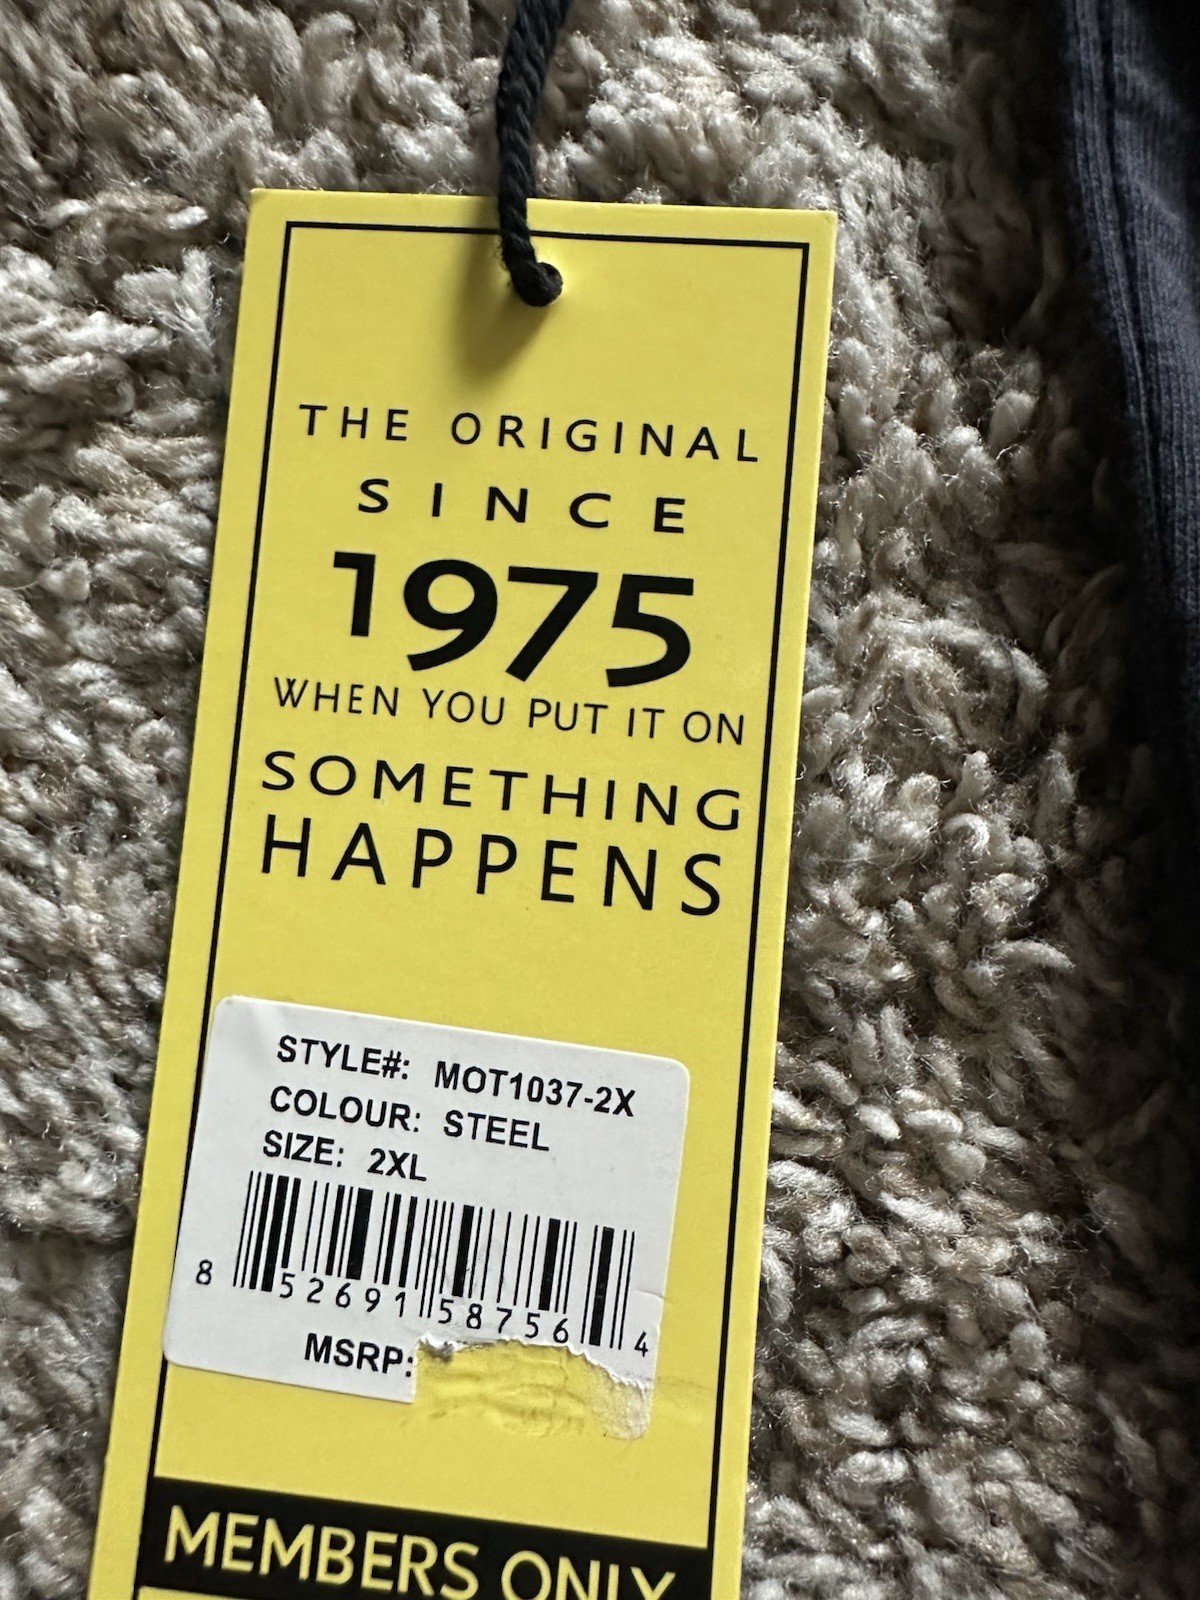 THE ORIGINAL
SINCE
1975
WHEN YOU PUT IT ON
SOMETHING
HAPPENS
STYLE#: MOT1037-2X
COLOUR: STEEL
SIZE: 2XL
8 52691 58756 4
MSRP:
MEMBERS ONLY